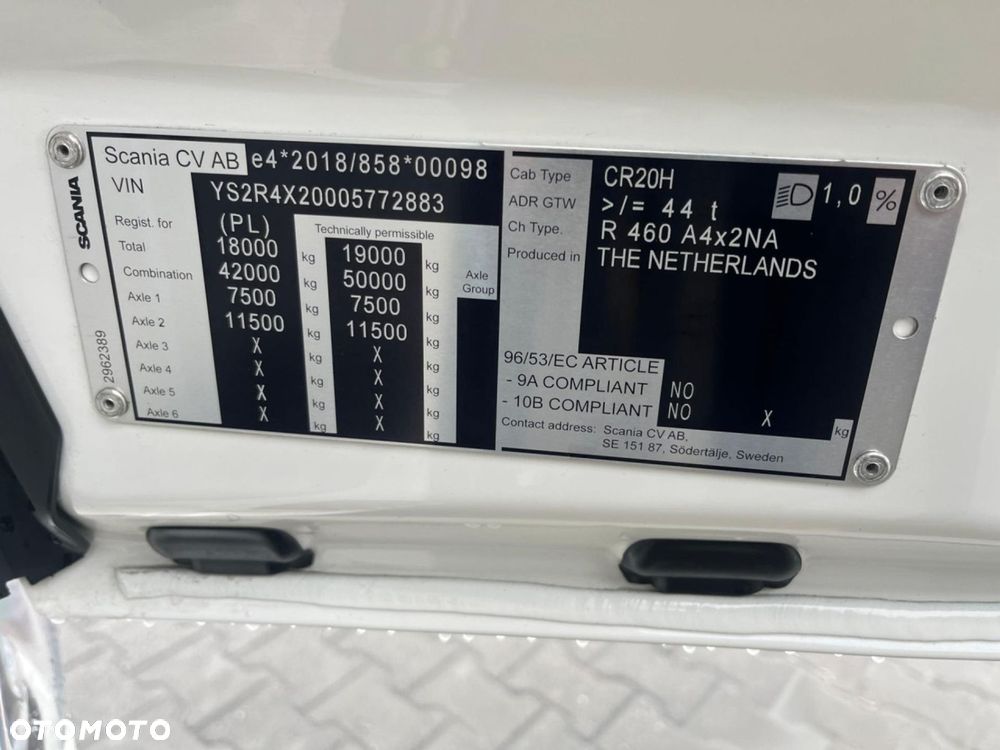 Scania CV AB e4*2018/858*00098
VIN YS2R4X20005772883
Regist. for (PL) Technically permissible
Total 18000 kg 19000 kg
Combination 42000 kg 50000 kg Axle Group
Axle 1 7500 kg 7500 kg
Axle 2 11500 kg 11500 kg
Axle 3 X kg X kg
Axle 4 X kg X kg
Axle 5 X kg X kg
Axle 6 X kg X kg
SCANIA
2962389
Cab Type CR20H 1,0 %
ADR GTW >/= 44 t
Ch Type. R 460 A4x2NA
Produced in THE NETHERLANDS
96/53/EC ARTICLE
- 9A COMPLIANT NO
- 10B COMPLIANT NO X kg
Contact address: Scania CV AB,
SE 151 87, Södertälje, Sweden
OTOMOTO